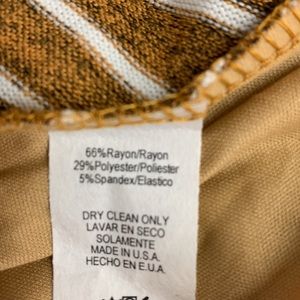 66%Rayon/Rayon
29%Polyester/Poliester
5%Spandex/Elastico
DRY CLEAN ONLY
LAVAR EN SECO
SOLAMENTE
MADE IN U.S.A.
HECHO EN E.U.A.